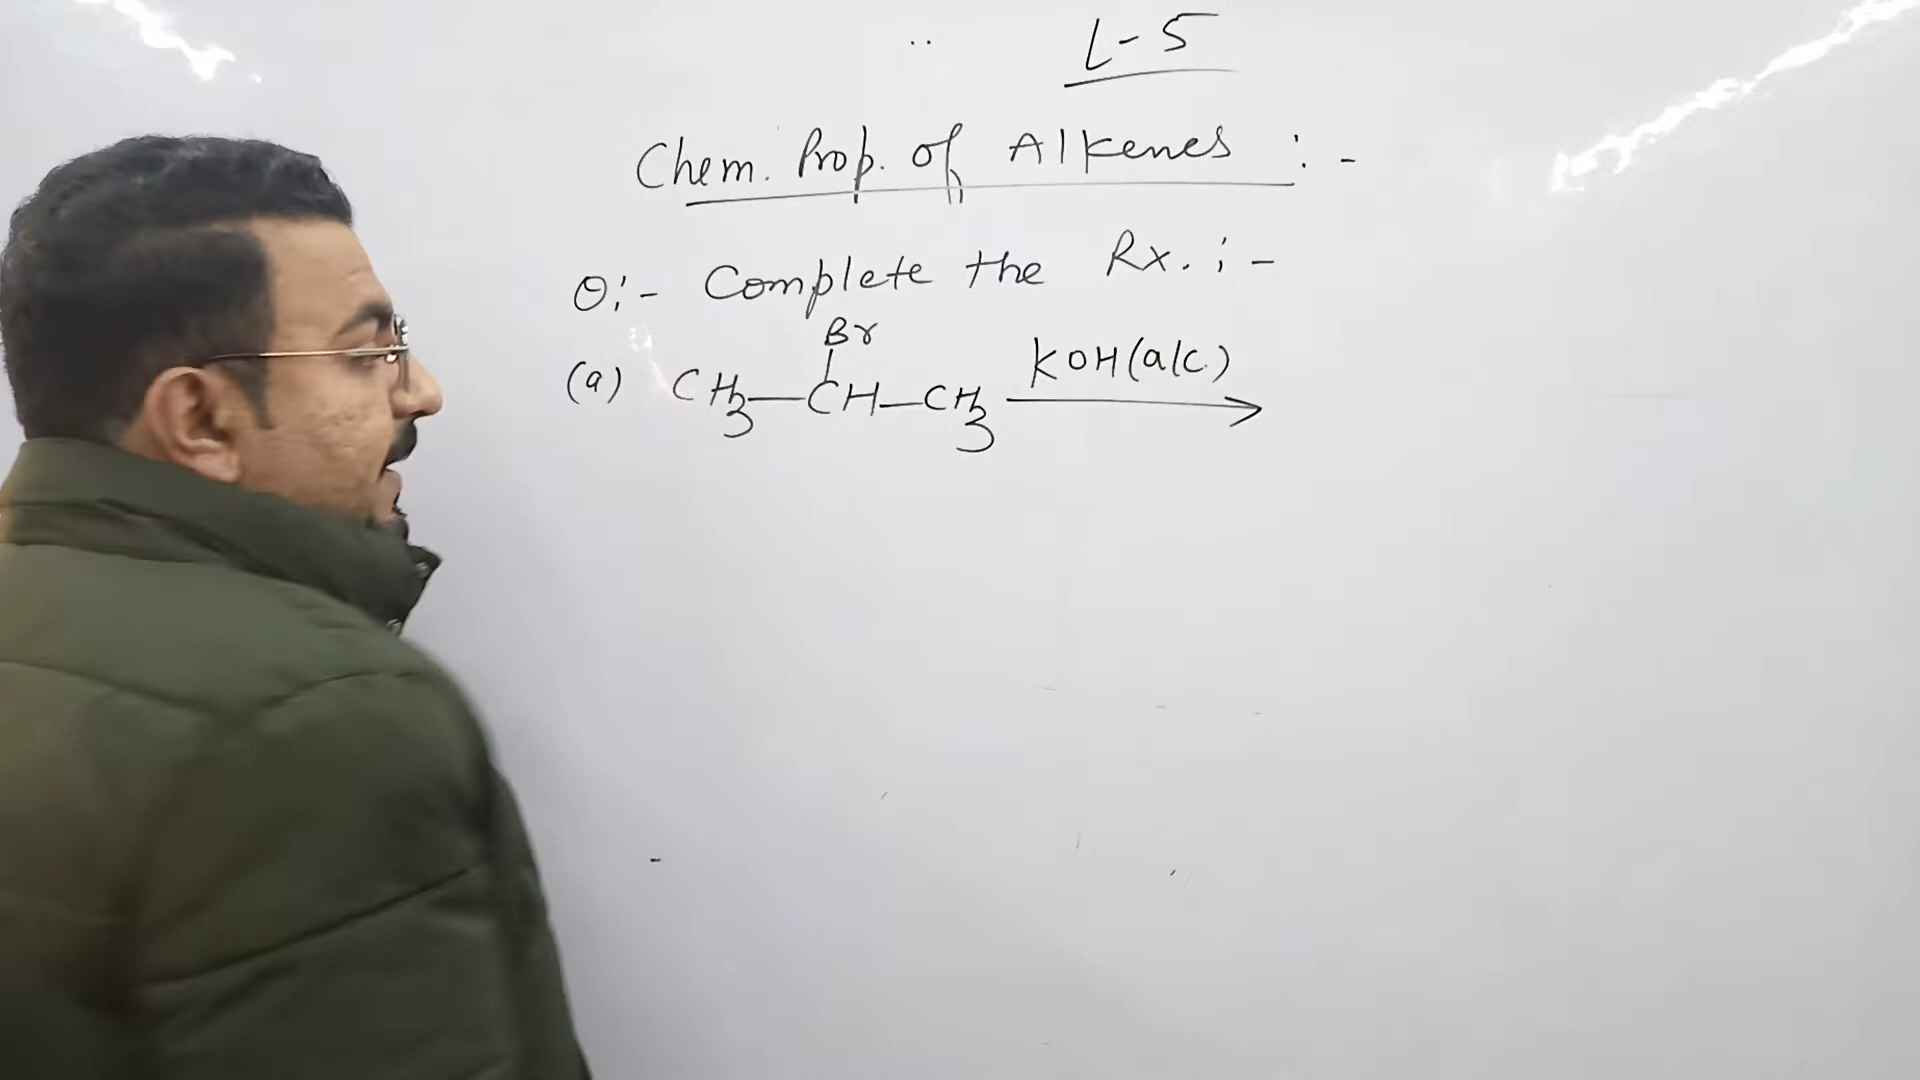 L-5
Chem. Prop. of Alkenes :-
Q:- Complete the Rx. :-
Br
(a) CH3—CH—CH3 KOH(alc.) →